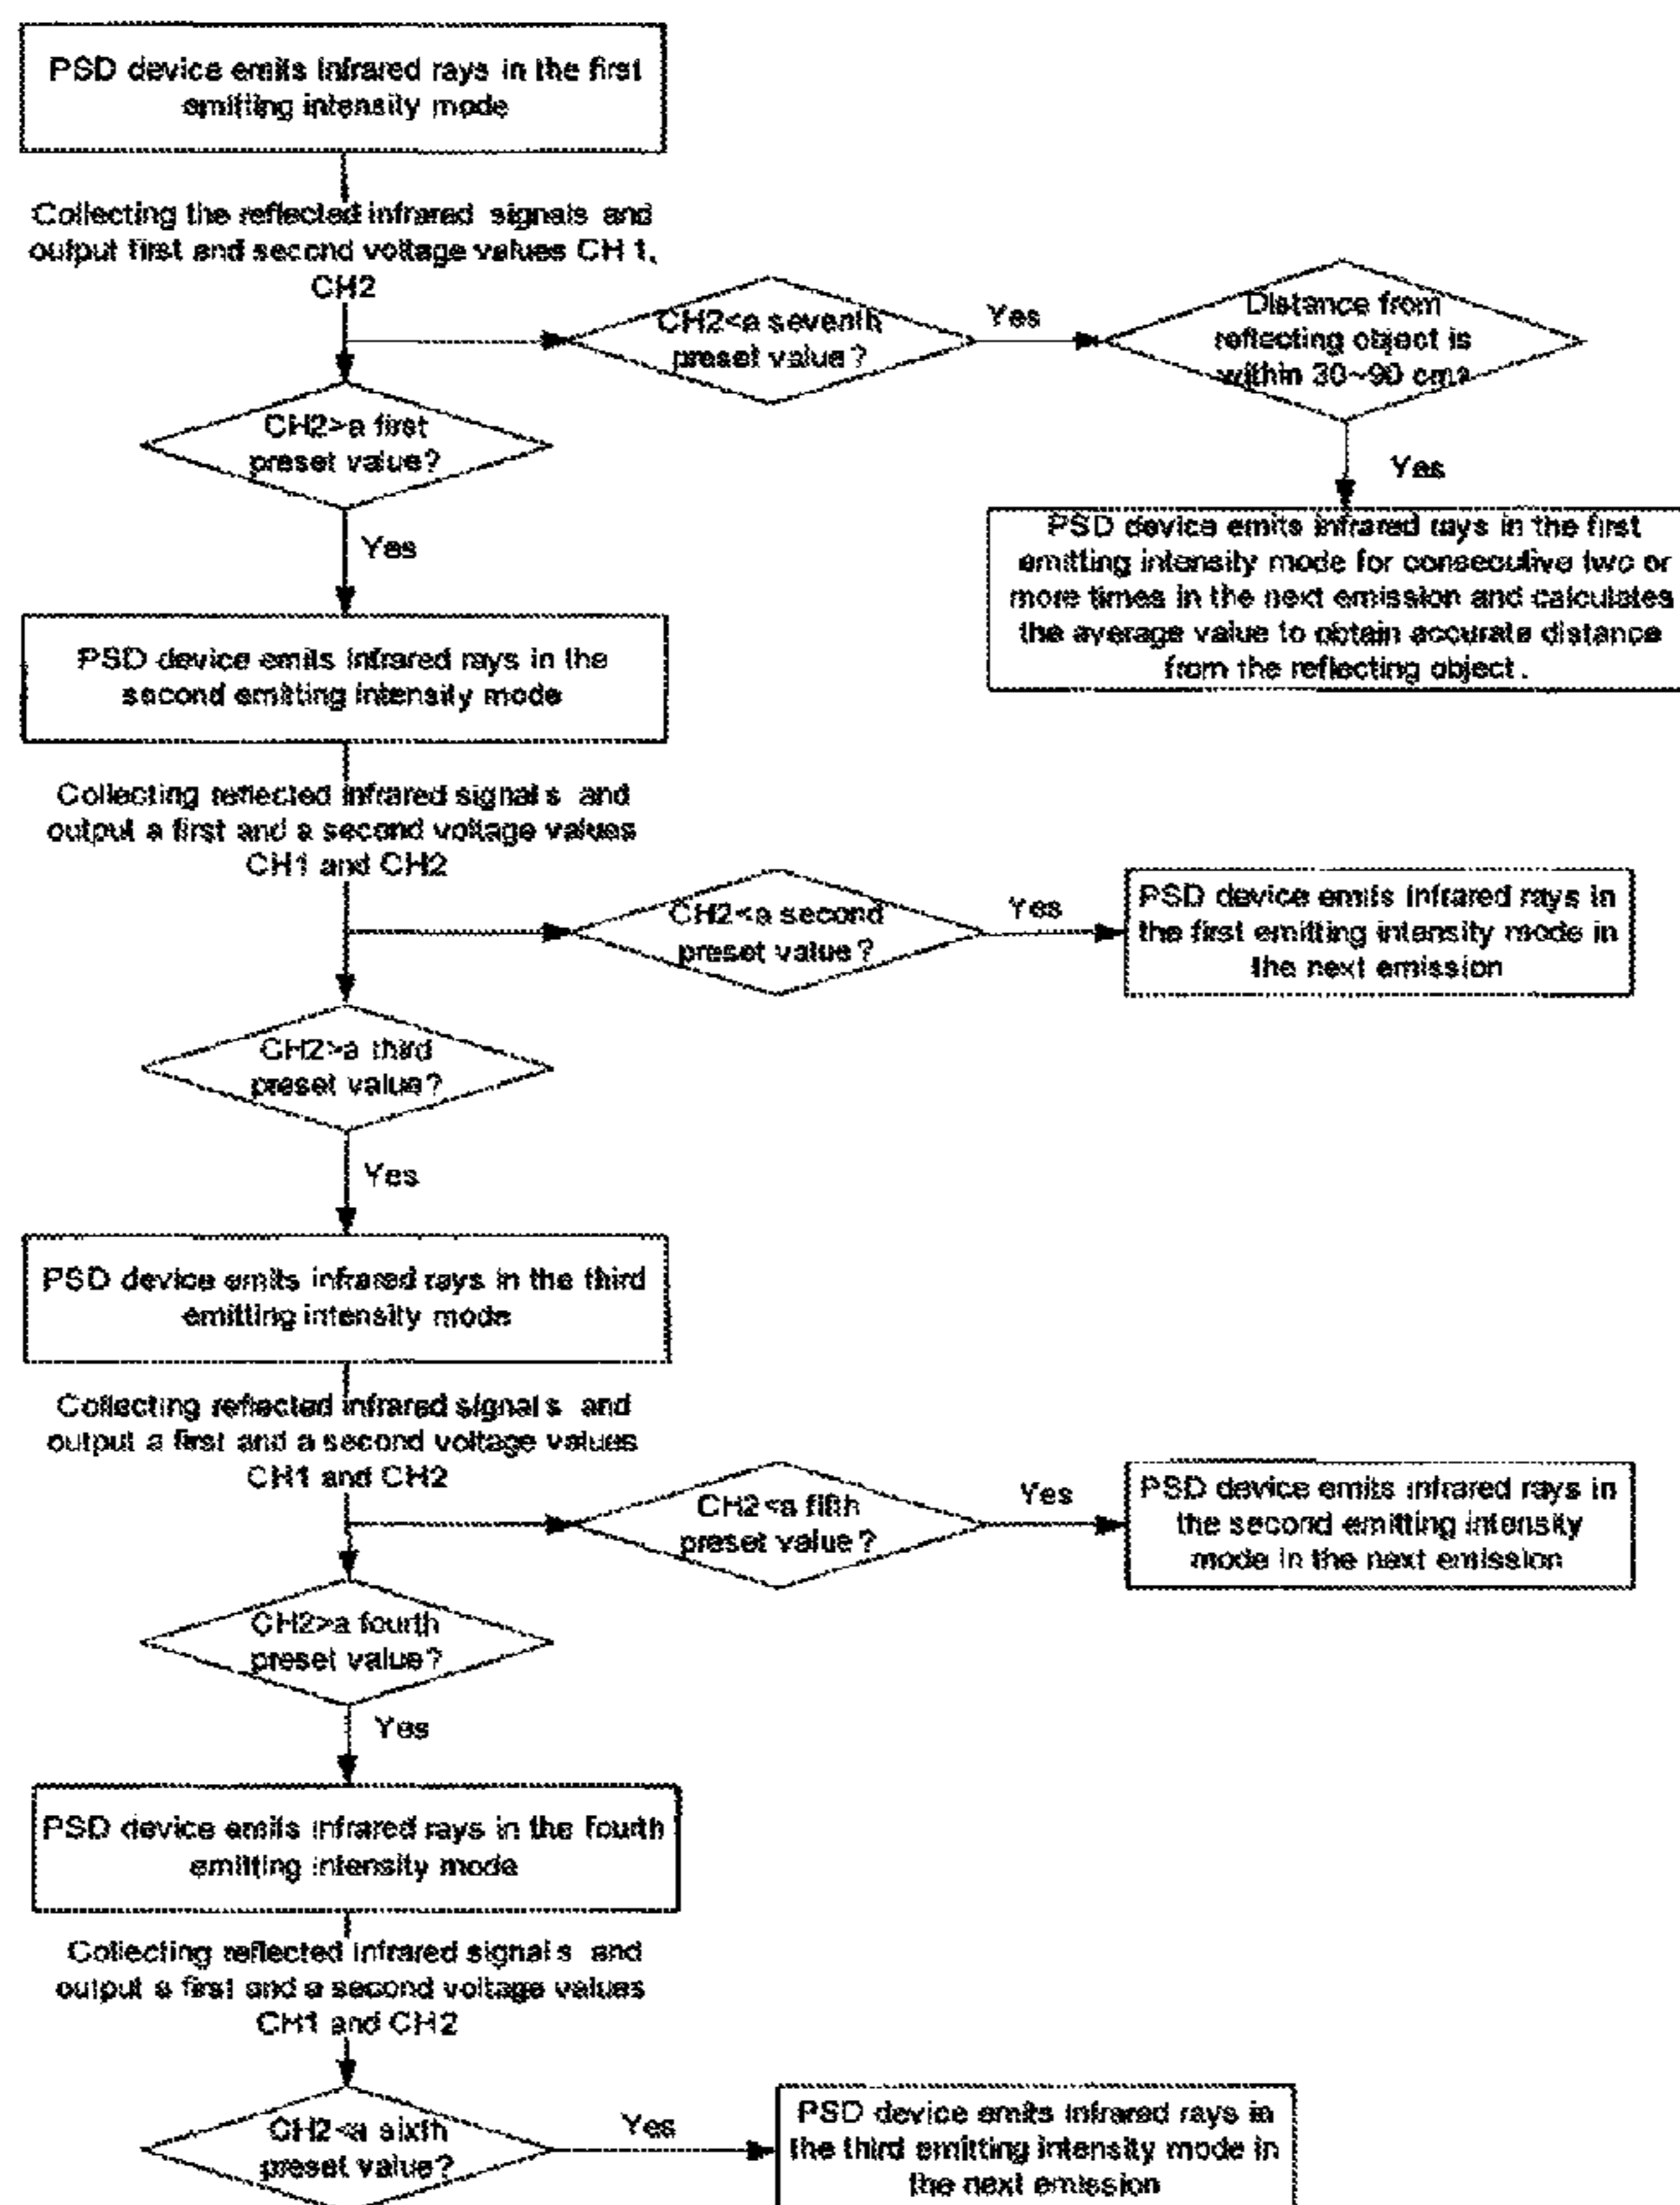 PSD device emits infrared rays in the first
emitting intensity mode
Collecting the reflected infrared signals and
output first and second voltage values CH 1,
CH2
CH2<a seventh
preset value?
Yes
Distance from
reflecting object is
within 30~90 cm?
CH2>a first
preset value?
Yes
Yes
PSD device emits infrared rays in the first
emitting intensity mode for consecutive two or
more times in the next emission and calculates
the average value to obtain accurate distance
from the reflecting object.
PSD device emits infrared rays in the
second emitting intensity mode
Collecting reflected infrared signals and
output a first and a second voltage values
CH1 and CH2
CH2<a second
preset value?
Yes
PSD device emits infrared rays in
the first emitting intensity mode in
the next emission
CH2>a third
preset value?
Yes
PSD device emits infrared rays in the third
emitting intensity mode
Collecting reflected infrared signals and
output a first and a second voltage values
CH1 and CH2
CH2<a fifth
preset value?
Yes
PSD device emits infrared rays in
the second emitting intensity
mode in the next emission
CH2>a fourth
preset value?
Yes
PSD device emits infrared rays in the fourth
emitting intensity mode
Collecting reflected infrared signals and
output a first and a second voltage values
CH1 and CH2
CH2<a sixth
preset value?
Yes
PSD device emits infrared rays in
the third emitting intensity mode in
the next emission